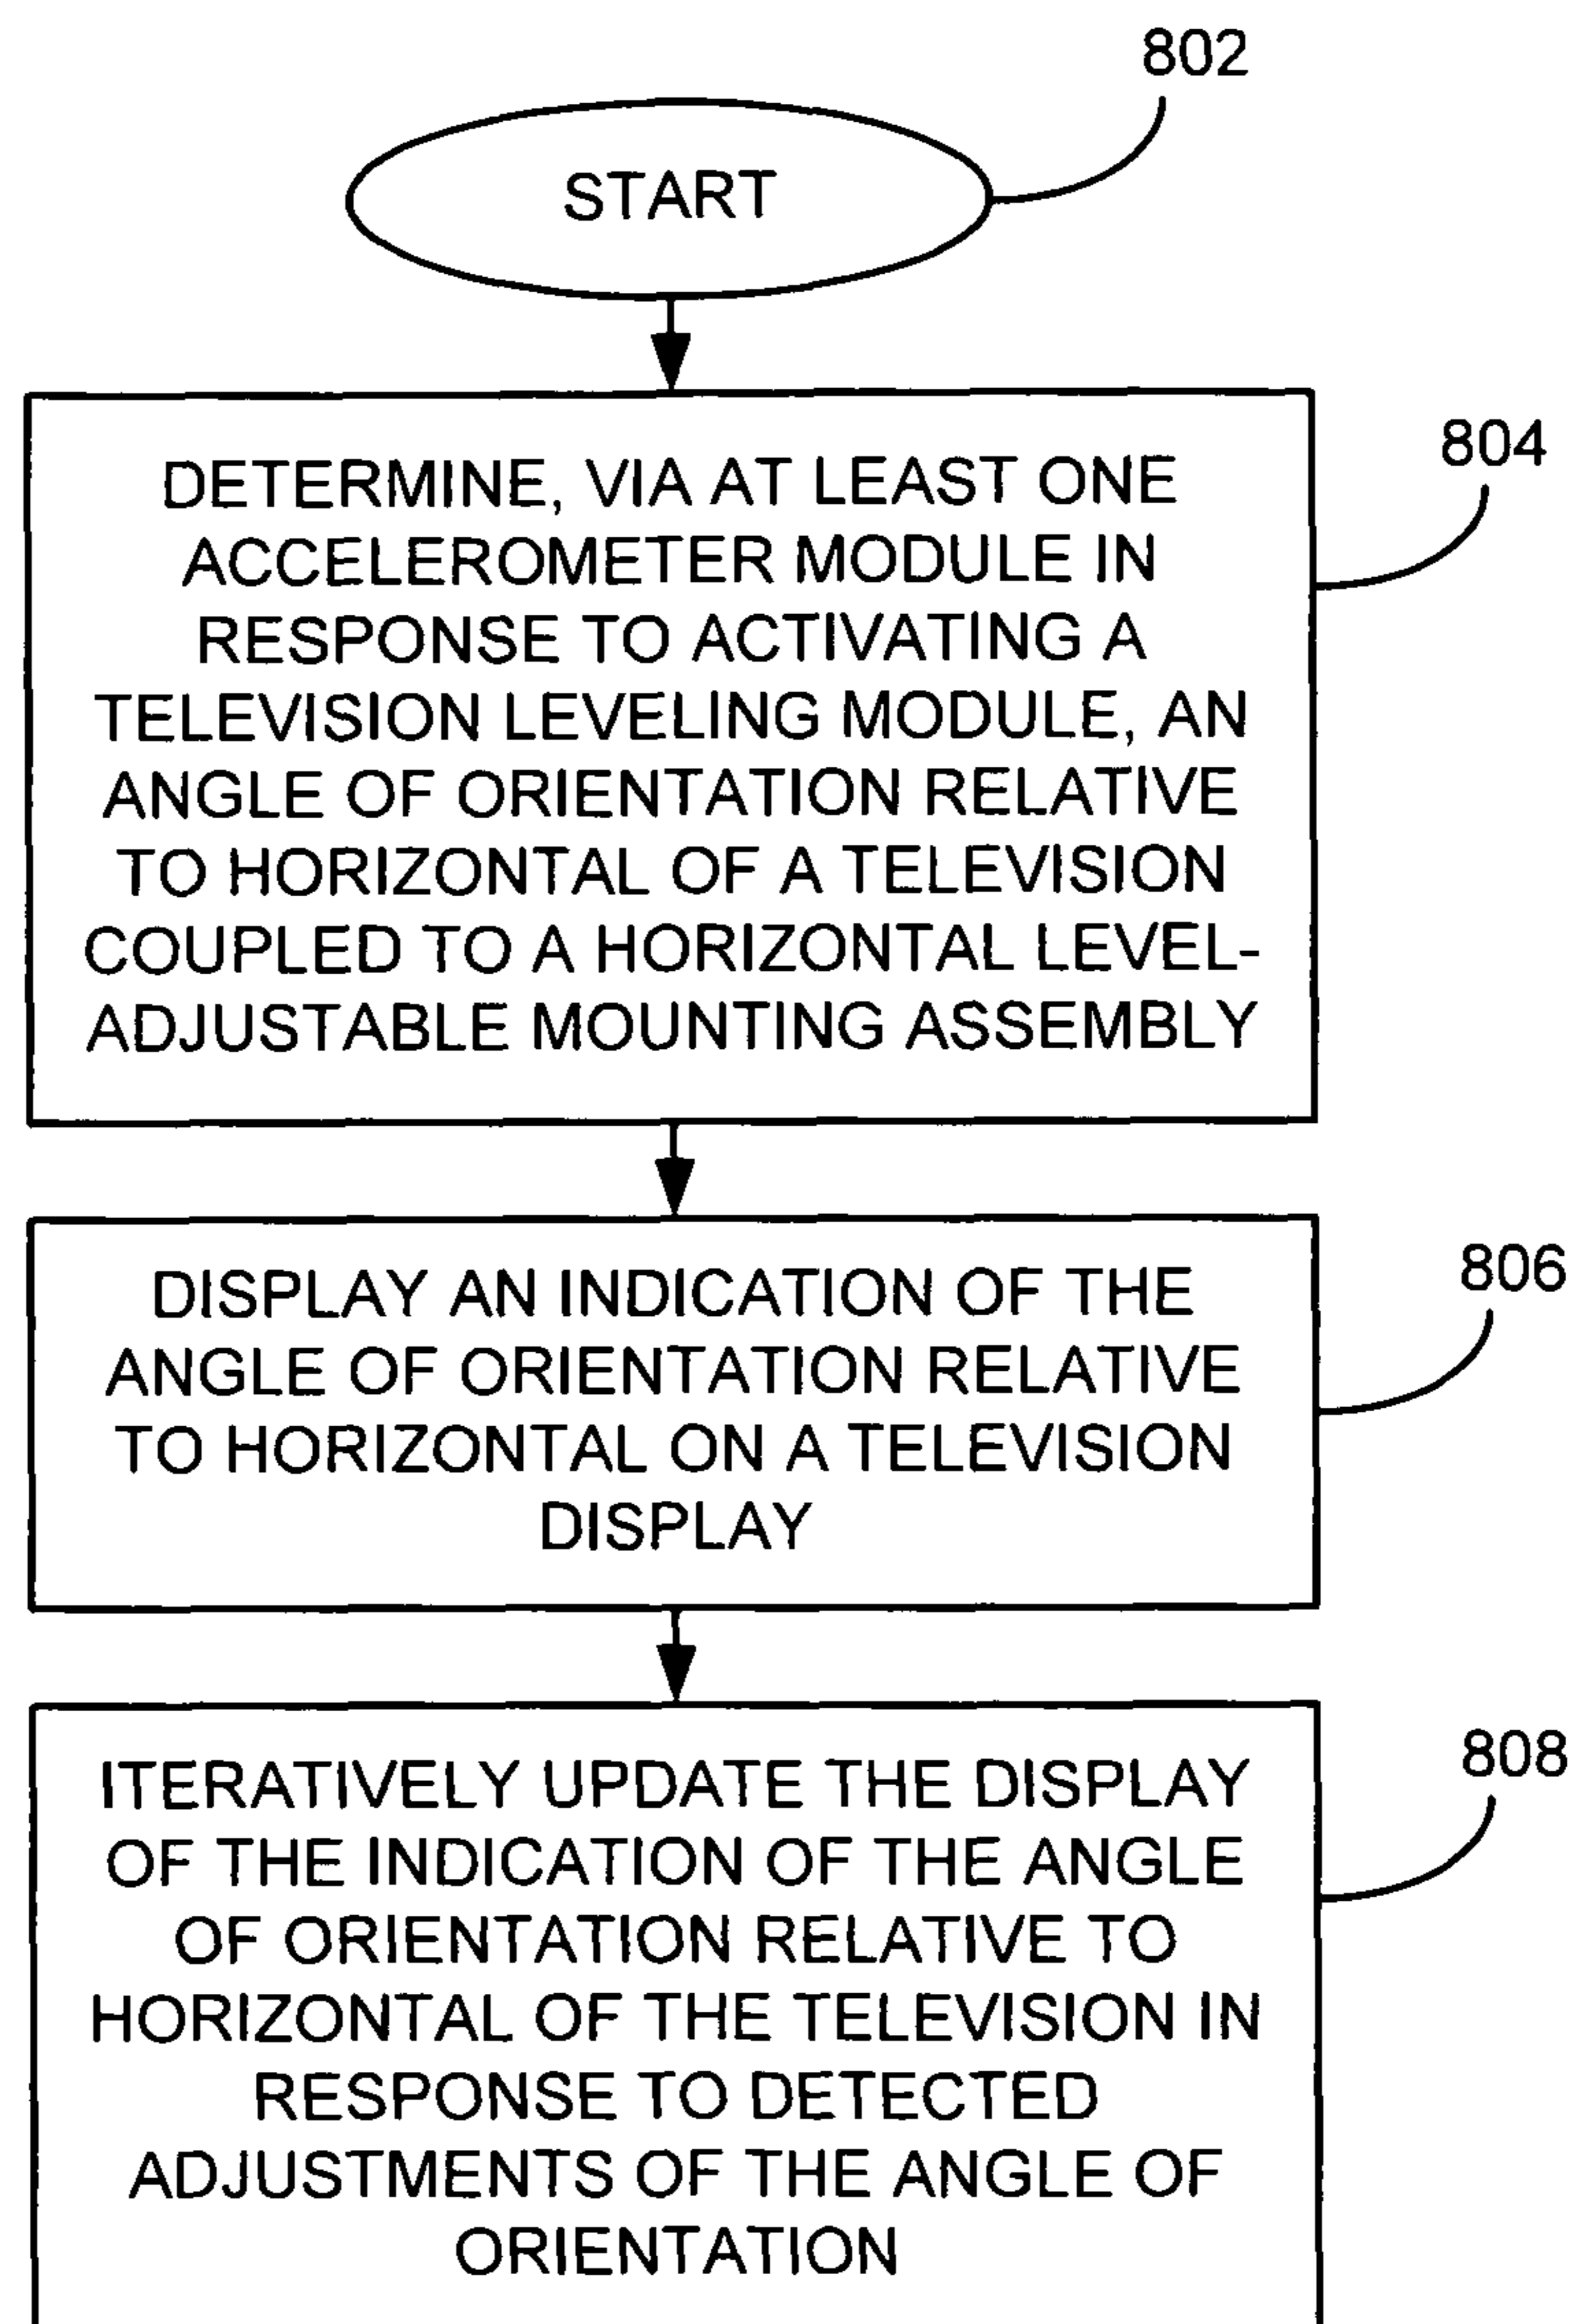 802
START
804
DETERMINE, VIA AT LEAST ONE
ACCELEROMETER MODULE IN
RESPONSE TO ACTIVATING A
TELEVISION LEVELING MODULE, AN
ANGLE OF ORIENTATION RELATIVE
TO HORIZONTAL OF A TELEVISION
COUPLED TO A HORIZONTAL LEVEL-
ADJUSTABLE MOUNTING ASSEMBLY
806
DISPLAY AN INDICATION OF THE
ANGLE OF ORIENTATION RELATIVE
TO HORIZONTAL ON A TELEVISION
DISPLAY
808
ITERATIVELY UPDATE THE DISPLAY
OF THE INDICATION OF THE ANGLE
OF ORIENTATION RELATIVE TO
HORIZONTAL OF THE TELEVISION IN
RESPONSE TO DETECTED
ADJUSTMENTS OF THE ANGLE OF
ORIENTATION